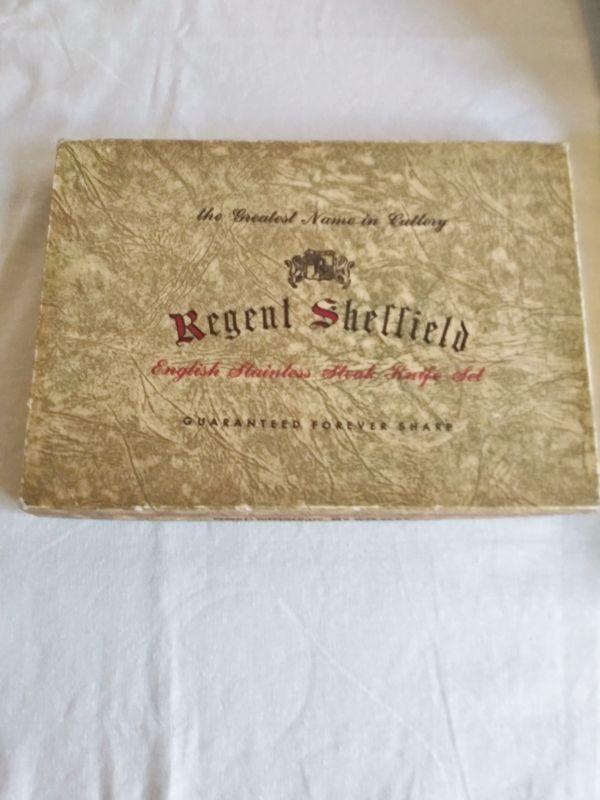 the Greatest Name in Cutlery
Regent Sheffield
English Stainless Steak Knife Set
GUARANTEED FOREVER SHARP